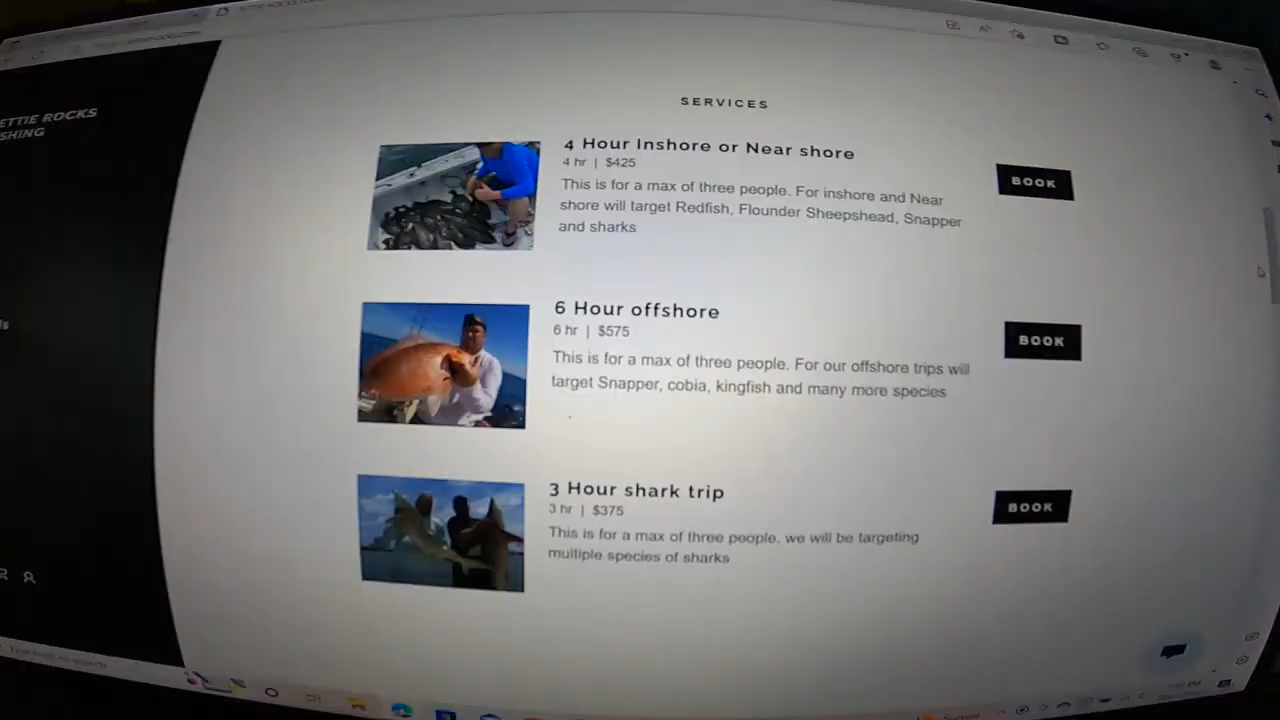 ETTIE ROCKS
SHING
SERVICES
4 Hour Inshore or Near shore
4 hr | $425
This is for a max of three people. For inshore and Near
shore will target Redfish, Flounder Sheepshead, Snapper
and sharks
BOOK
6 Hour offshore
6 hr | $575
This is for a max of three people. For our offshore trips will
target Snapper, cobia, kingfish and many more species
BOOK
3 Hour shark trip
3 hr | $375
This is for a max of three people. we will be targeting
multiple species of sharks
BOOK